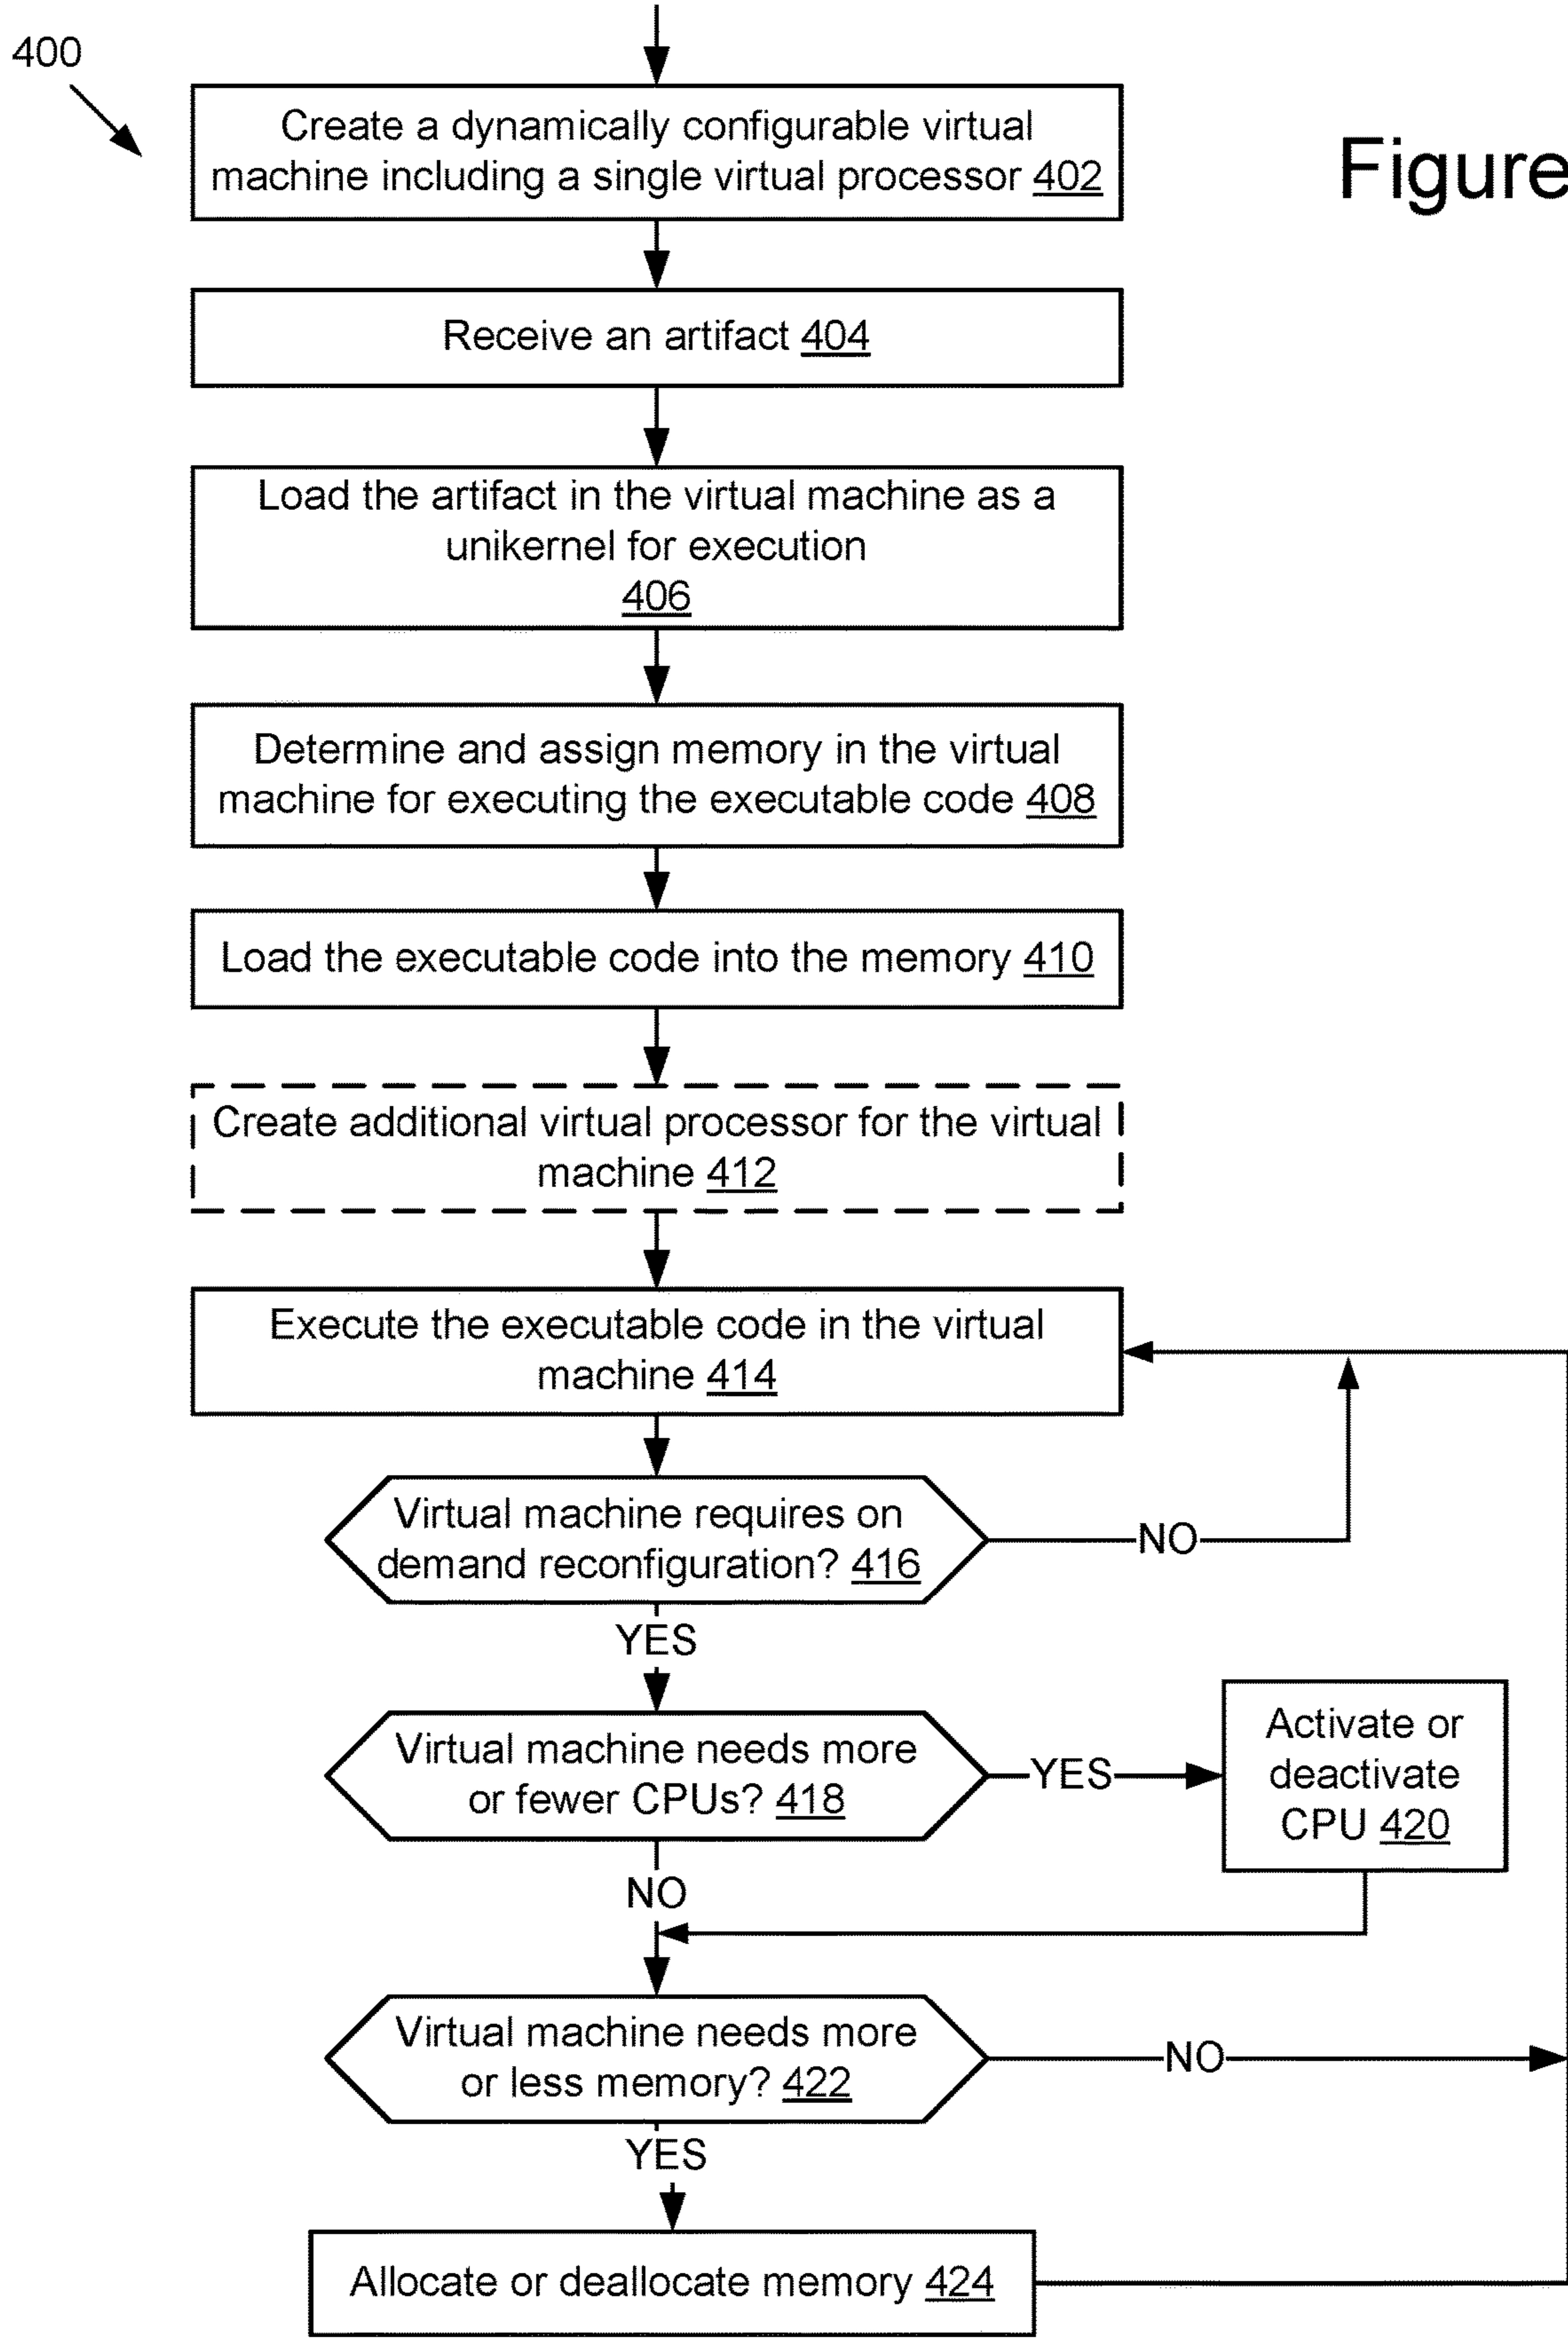 400
Create a dynamically configurable virtual
machine including a single virtual processor 402
Figure
Receive an artifact 404
Load the artifact in the virtual machine as a
unikernel for execution
406
Determine and assign memory in the virtual
machine for executing the executable code 408
Load the executable code into the memory 410
Create additional virtual processor for the virtual
machine 412
Execute the executable code in the virtual
machine 414
Virtual machine requires on
demand reconfiguration? 416
NO
YES
Virtual machine needs more
or fewer CPUs? 418
YES
Activate or
deactivate
CPU 420
NO
Virtual machine needs more
or less memory? 422
NO
YES
Allocate or deallocate memory 424